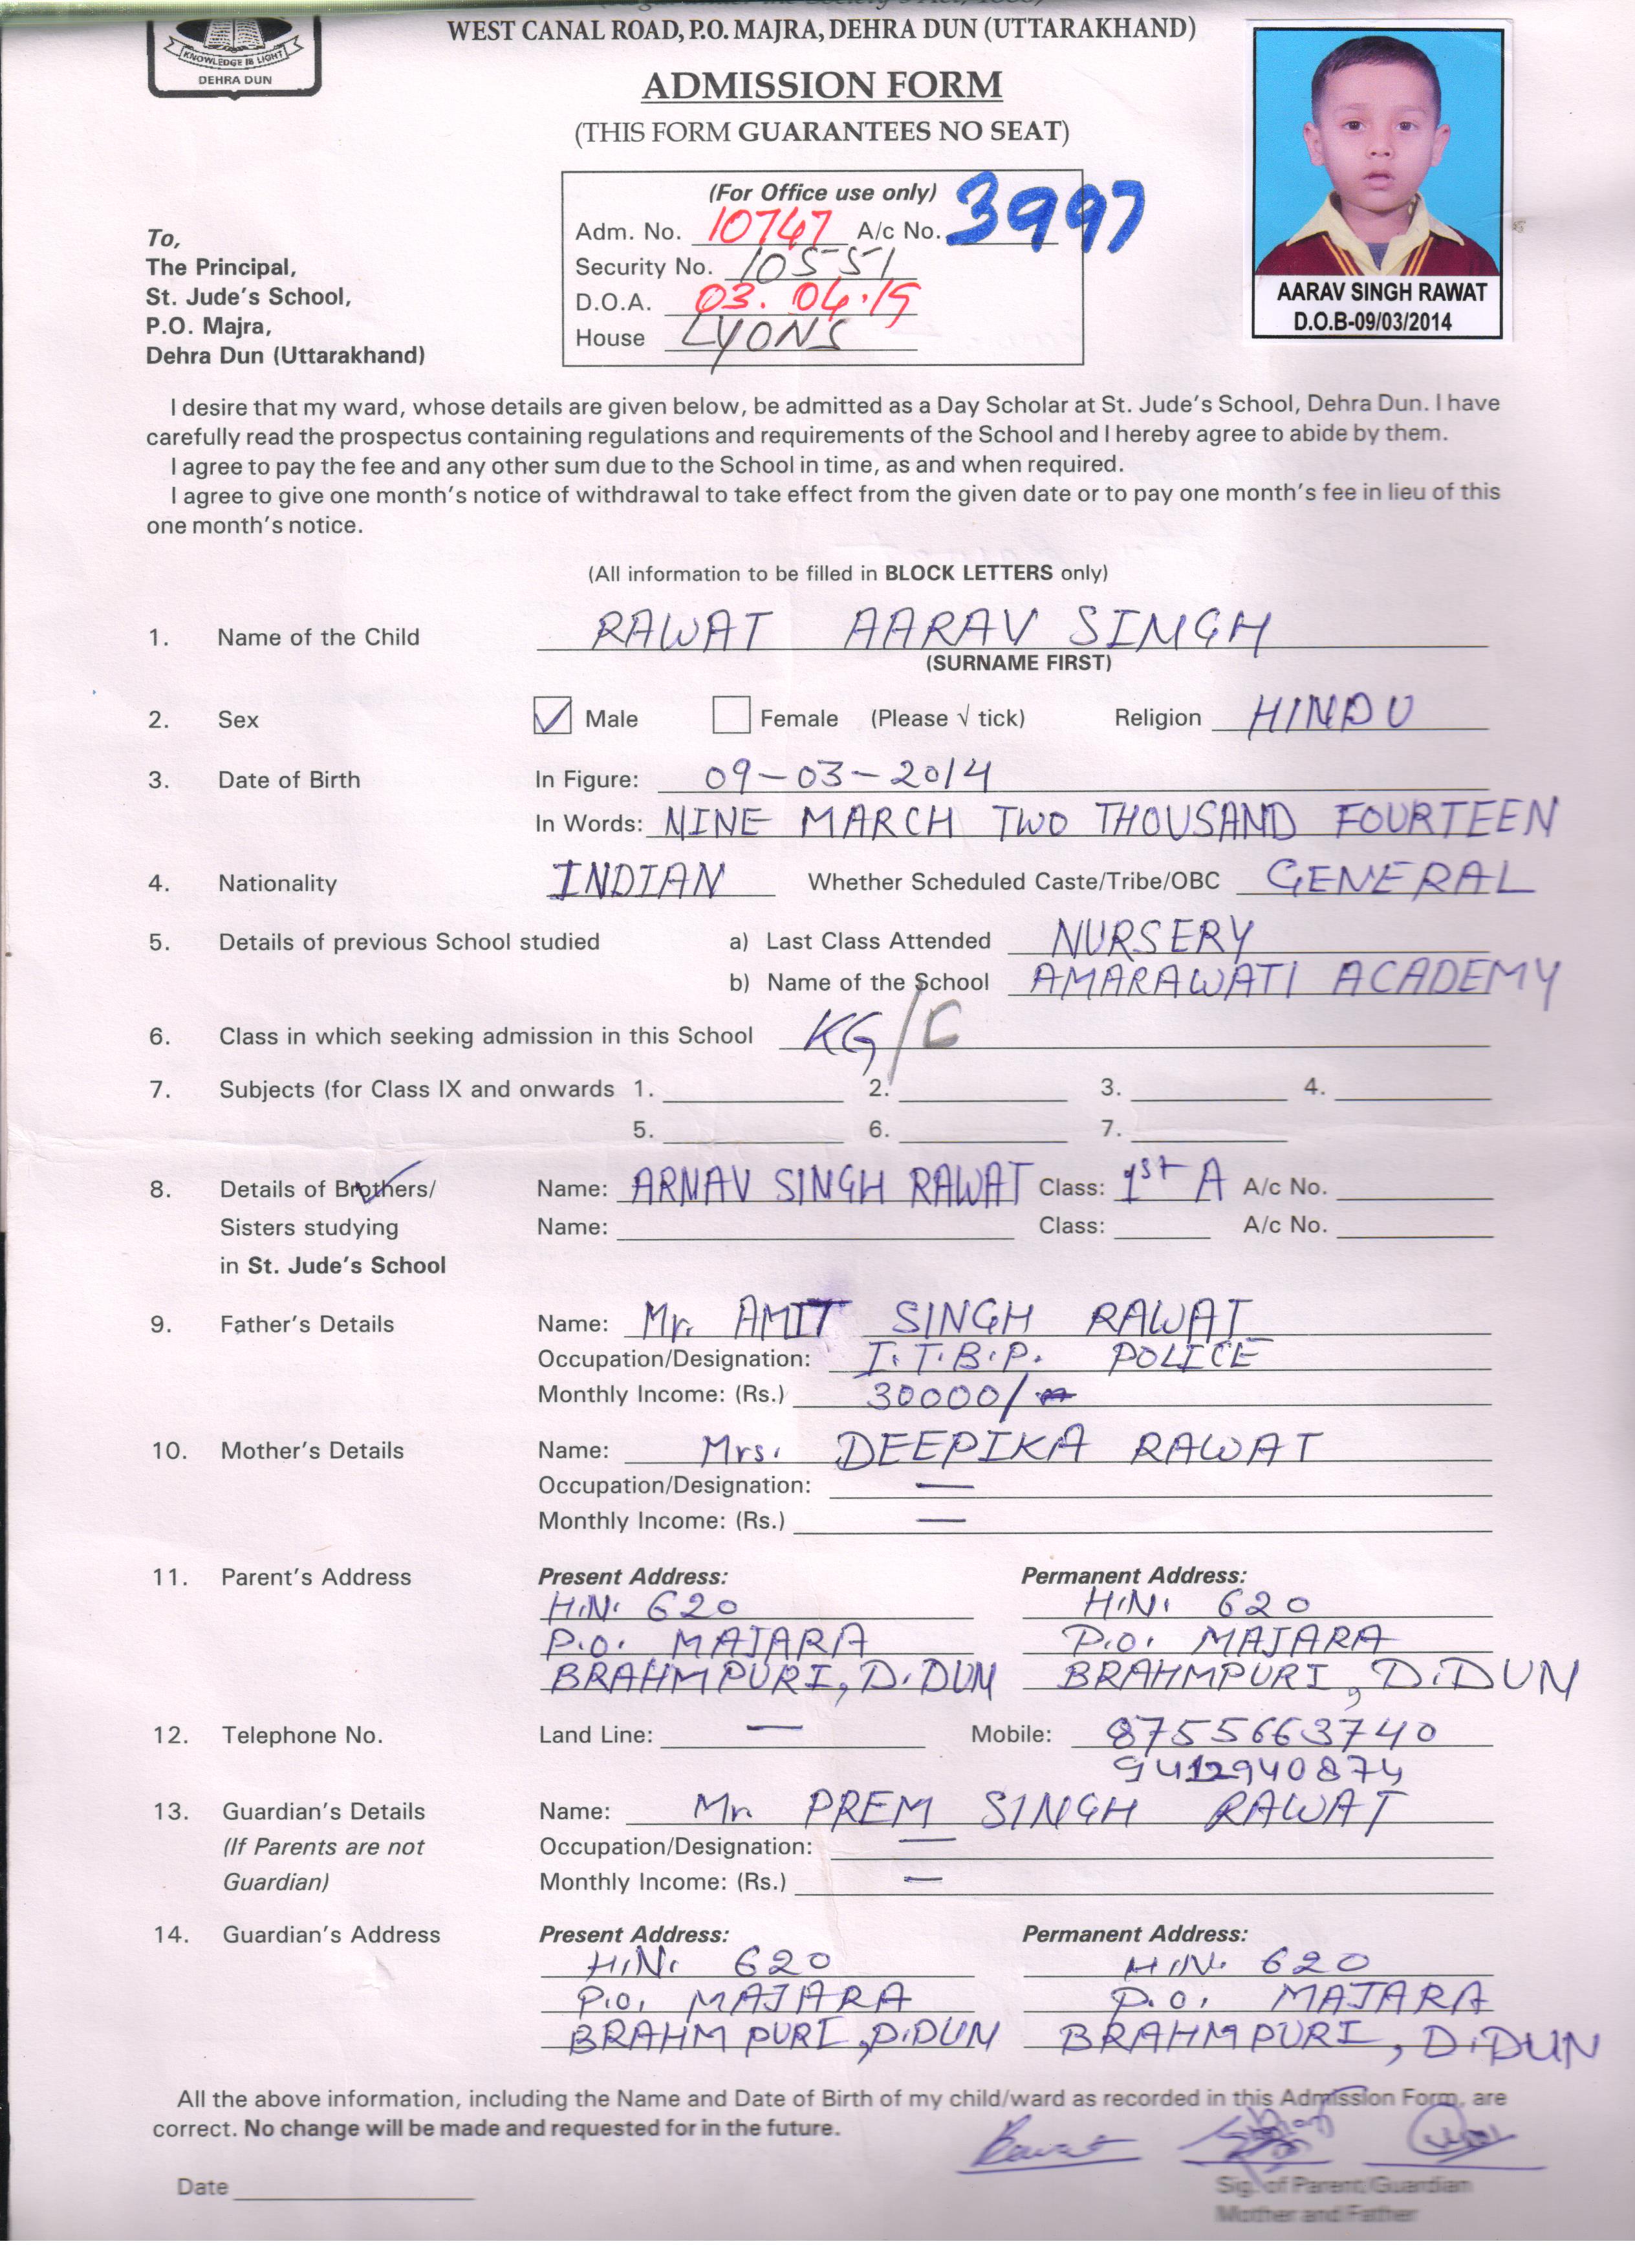 WEST CANAL ROAD, P.O. MAJRA, DEHRA DUN (UTTARAKHAND)
KNOWLEDGE IS LIGHT
DEHRA DUN
ADMISSION FORM
(THIS FORM GUARANTEES NO SEAT)
(For Office use only)
Adm. No. 10747 A/c No. 3997
Security No. 10551
D.O.A. 03.04.19
House LYONS
AARAV SINGH RAWAT
D.O.B-09/03/2014
To,
The Principal,
St. Jude's School,
P.O. Majra,
Dehra Dun (Uttarakhand)
I desire that my ward, whose details are given below, be admitted as a Day Scholar at St. Jude's School, Dehra Dun. I have
carefully read the prospectus containing regulations and requirements of the School and I hereby agree to abide by them.
I agree to pay the fee and any other sum due to the School in time, as and when required.
I agree to give one month's notice of withdrawal to take effect from the given date or to pay one month's fee in lieu of this
one month's notice.
(All information to be filled in BLOCK LETTERS only)
1. Name of the Child RAWAT AARAV SINGH
(SURNAME FIRST)
2. Sex Male Female (Please √ tick) Religion HINDU
3. Date of Birth In Figure: 09-03-2014
In Words: NINE MARCH TWO THOUSAND FOURTEEN
4. Nationality INDIAN Whether Scheduled Caste/Tribe/OBC GENERAL
5. Details of previous School studied a) Last Class Attended NURSERY
b) Name of the School AMARAWATI ACADEMY
6. Class in which seeking admission in this School KG/C
7. Subjects (for Class IX and onwards 1. 2. 3. 4.
5. 6. 7.
8. Details of Brothers/ Name: ARNAV SINGH RAWAT Class: 1st A A/c No.
Sisters studying Name: Class: A/c No.
in St. Jude's School
9. Father's Details Name: Mr. AMIT SINGH RAWAT
Occupation/Designation: I.T.B.P. POLICE
Monthly Income: (Rs.) 30000/
10. Mother's Details Name: Mrs. DEEPIKA RAWAT
Occupation/Designation: —
Monthly Income: (Rs.) —
11. Parent's Address Present Address: Permanent Address:
H.N. 620 H.N. 620
P.O. MAJARA P.O. MAJARA
BRAHMPURI, D.DUN BRAHMPURI, D.DUN
12. Telephone No. Land Line: — Mobile: 8755663740
9412940874
13. Guardian's Details Name: Mr. PREM SINGH RAWAT
(If Parents are not Occupation/Designation: —
Guardian) Monthly Income: (Rs.) —
14. Guardian's Address Present Address: Permanent Address:
H.N. 620 H.N. 620
P.O. MAJARA P.O. MAJARA
BRAHMPURI, D.DUN BRAHMPURI, D.DUN
All the above information, including the Name and Date of Birth of my child/ward as recorded in this Admission Form, are
correct. No change will be made and requested for in the future.
Rawat
Date Sig. of Parent/Guardian
Mother and Father